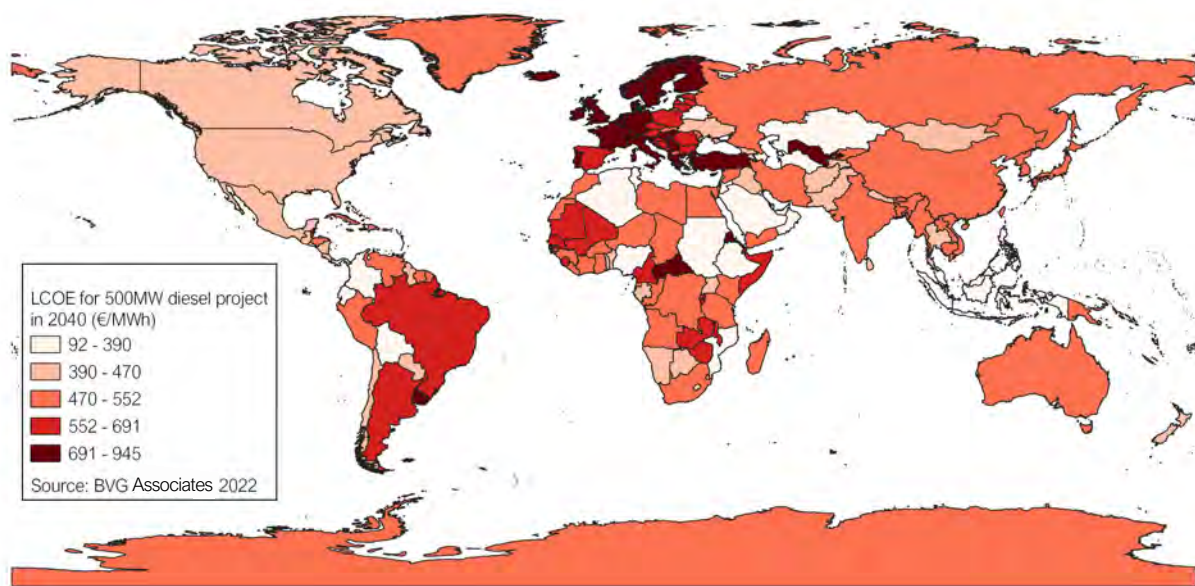 LCOE for 500MW diesel project
in 2040 (€/MWh)
92 - 390
390 - 470
470 - 552
552 - 691
691 - 945
Source: BVG Associates 2022